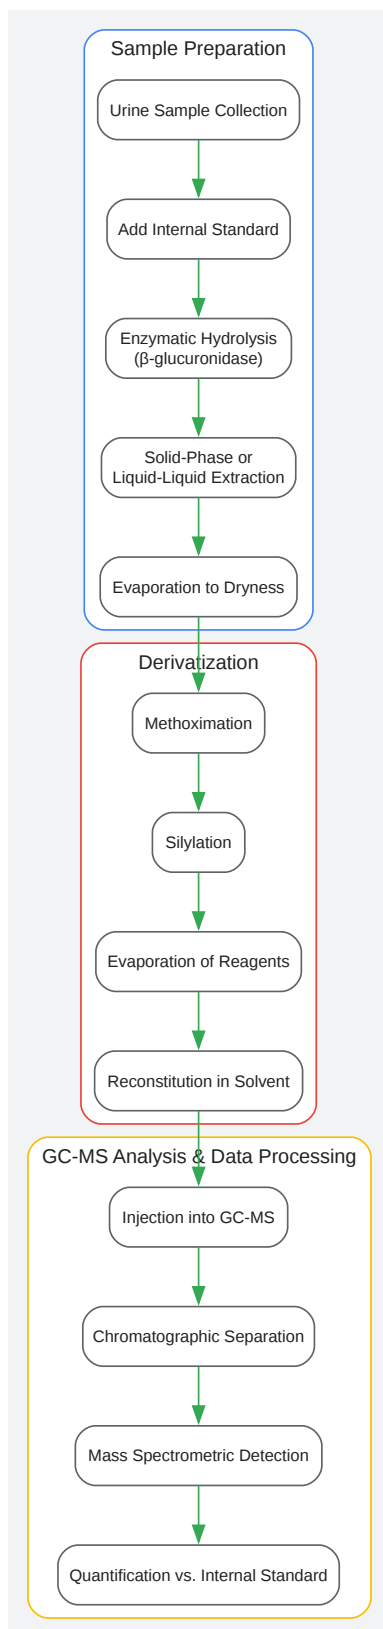 Sample Preparation
Urine Sample Collection
Add Internal Standard
Enzymatic Hydrolysis
(β-glucuronidase)
Solid-Phase or
Liquid-Liquid Extraction
Evaporation to Dryness
Derivatization
Methoximation
Silylation
Evaporation of Reagents
Reconstitution in Solvent
GC-MS Analysis & Data Processing
Injection into GC-MS
Chromatographic Separation
Mass Spectrometric Detection
Quantification vs. Internal Standard